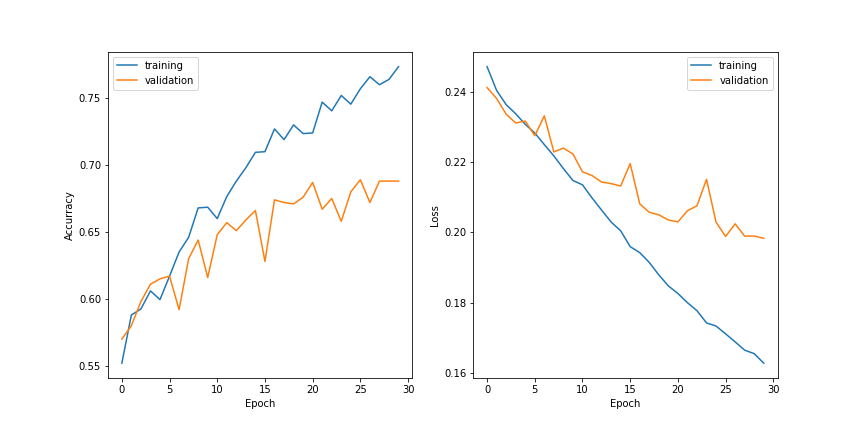 training
validation
0.75
0.70
0.65
0.60
0.55
Accurracy
0 5 10 15 20 25 30
Epoch
training
validation
0.24
0.22
0.20
0.18
0.16
Loss
0 5 10 15 20 25 30
Epoch